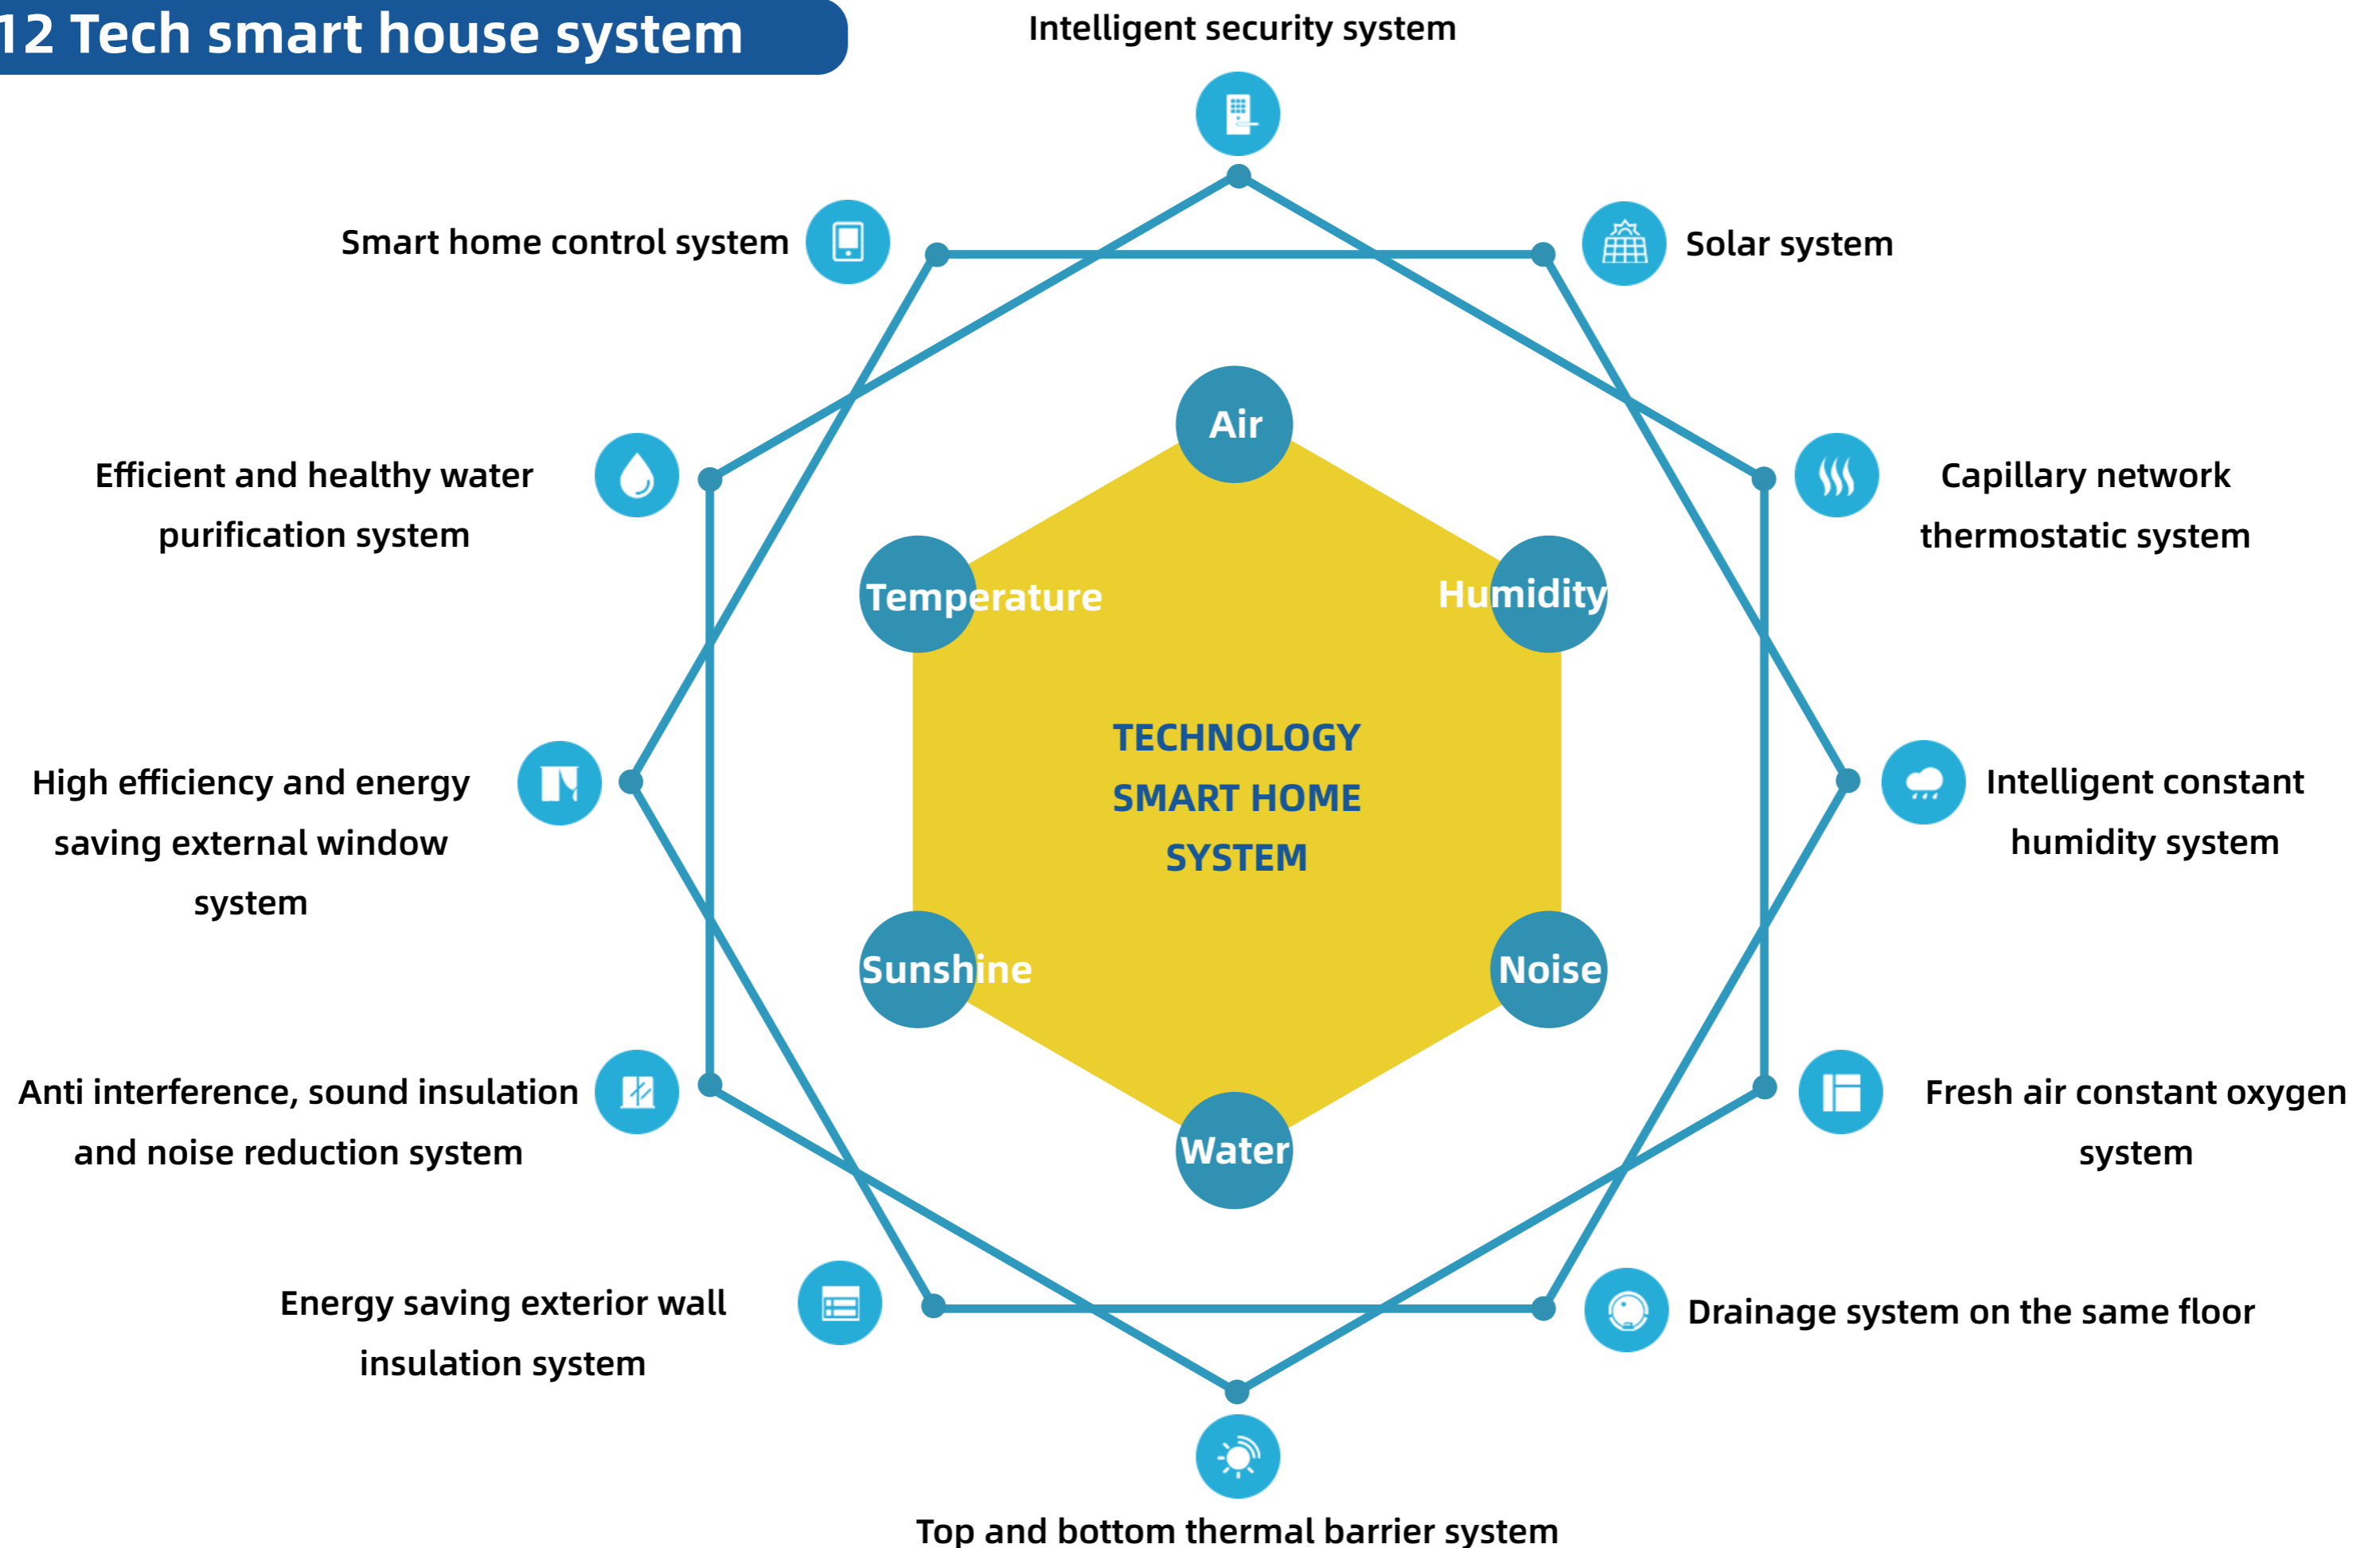 12 Tech smart house system
Intelligent security system
Smart home control system
Solar system
Efficient and healthy water
purification system
Capillary network
thermostatic system
Air
Temperature
Humidity
TECHNOLOGY
SMART HOME
SYSTEM
High efficiency and energy
saving external window
system
Intelligent constant
humidity system
Sunshine
Noise
Water
Anti interference, sound insulation
and noise reduction system
Fresh air constant oxygen
system
Energy saving exterior wall
insulation system
Drainage system on the same floor
Top and bottom thermal barrier system